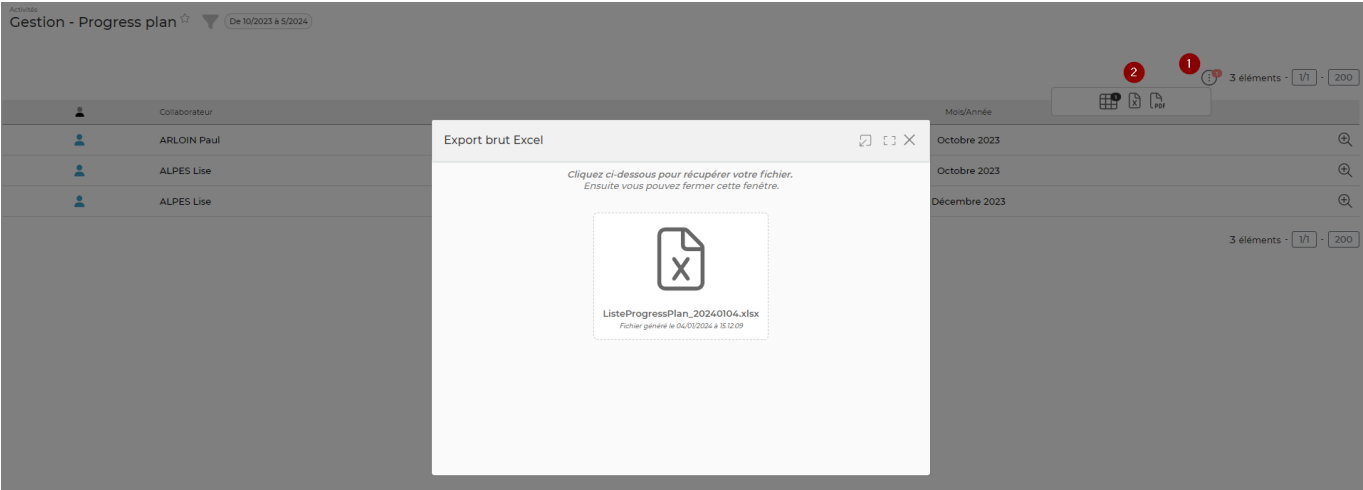 Activités
Gestion - Progress plan
De 10/2023 à 5/2024
2
1
1
3 éléments - 1/1 - 200
1
X
PDF
Collaborateur
Mois/Année
ARLOIN Paul
Octobre 2023
ALPES Lise
Octobre 2023
ALPES Lise
Décembre 2023
3 éléments - 1/1 - 200
Export brut Excel
Cliquez ci-dessous pour récupérer votre fichier.
Ensuite vous pouvez fermer cette fenêtre.
X
ListeProgressPlan_20240104.xlsx
Fichier généré le 04/01/2024 à 15:12:09